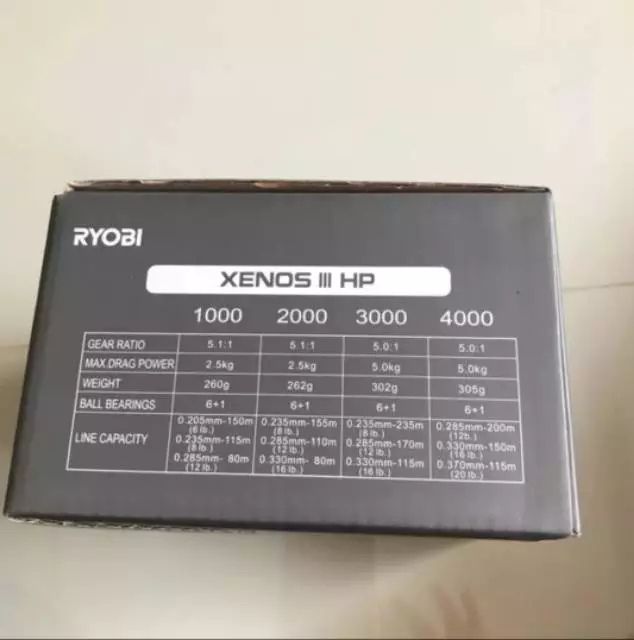 RYOBI
XENOS III HP
1000 2000 3000 4000
GEAR RATIO 5.1:1 5.1:1 5.0:1 5.0:1
MAX.DRAG POWER 2.5kg 2.5kg 5.0kg 5.0kg
WEIGHT 260g 262g 302g 305g
BALL BEARINGS 6+1 6+1 6+1 6+1
LINE CAPACITY
0.205mm-150m 0.235mm-155m 0.235mm-235m 0.285mm-200m
(6 lb.) (8 lb.) (8 lb.) (12b.)
0.235mm-115m 0.285mm-110m 0.285mm-170m 0.330mm-150m
(8 lb.) (12 lb.) (12 lb.) (16 lb.)
0.285mm- 80m 0.330mm- 80m 0.330mm-115m 0.370mm-115m
(12 lb.) (16 lb.) (16 lb.) (20 lb.)